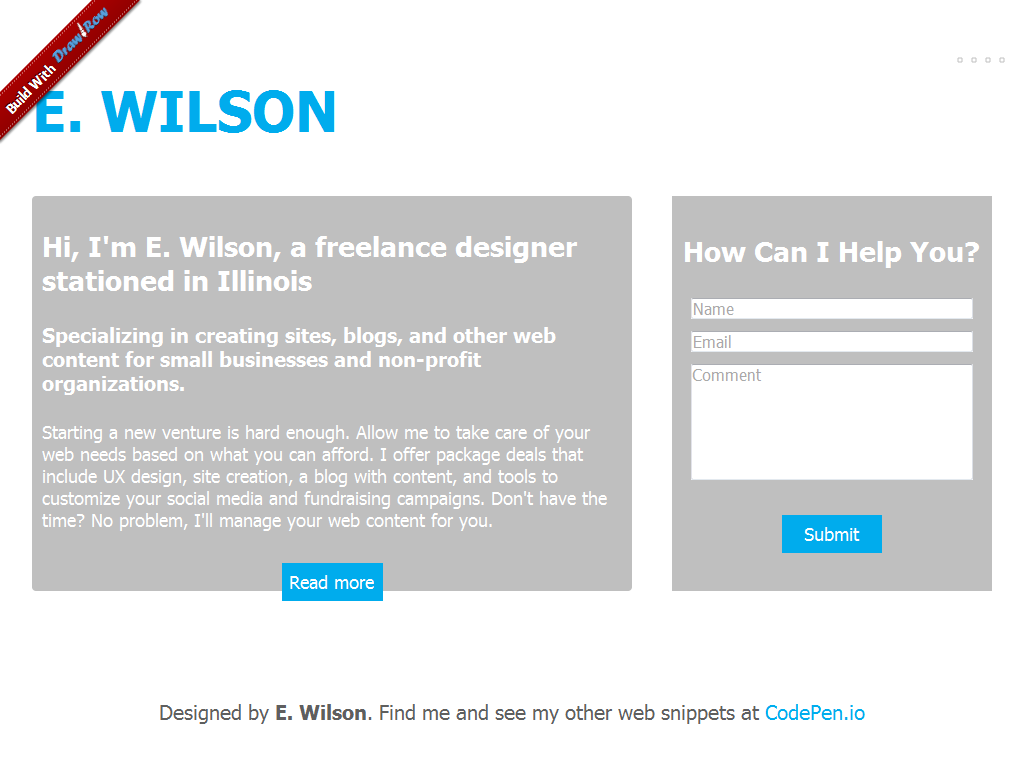 Build With DrawRow
E. WILSON
Hi, I'm E. Wilson, a freelance designer
stationed in Illinois
Specializing in creating sites, blogs, and other web
content for small businesses and non-profit
organizations.
Starting a new venture is hard enough. Allow me to take care of your
web needs based on what you can afford. I offer package deals that
include UX design, site creation, a blog with content, and tools to
customize your social media and fundraising campaigns. Don't have the
time? No problem, I'll manage your web content for you.
Read more
How Can I Help You?
Name
Email
Comment
Submit
Designed by E. Wilson. Find me and see my other web snippets at CodePen.io